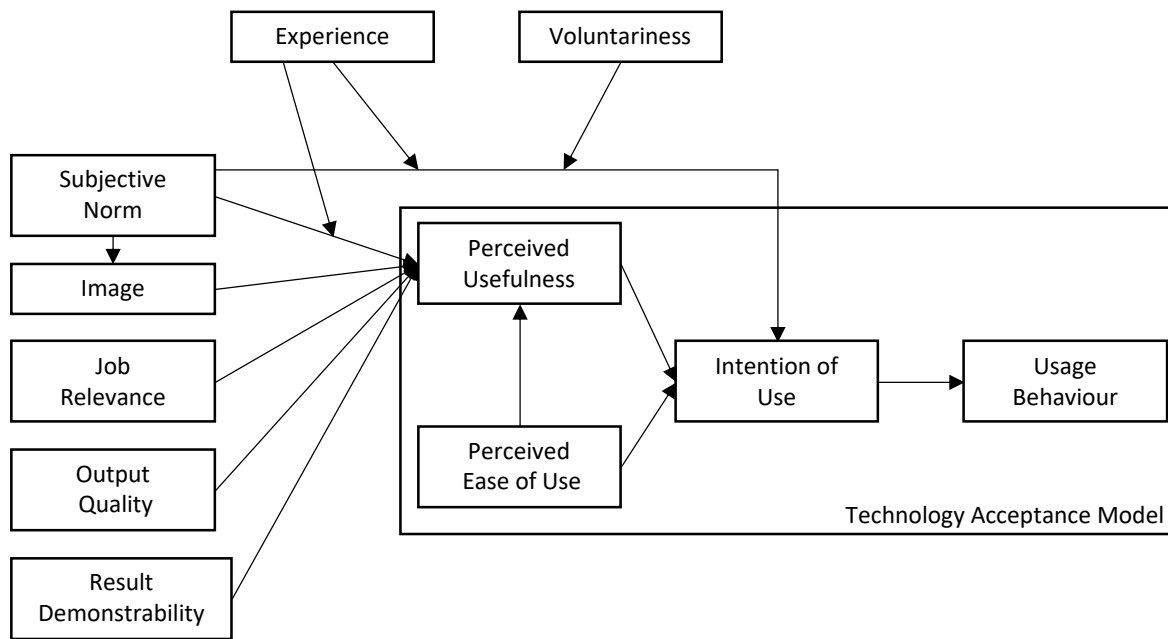 Experience
Voluntariness
Subjective
Norm
Image
Job
Relevance
Output
Quality
Result
Demonstrability
Perceived
Usefulness
Perceived
Ease of Use
Intention of
Use
Usage
Behaviour
Technology Acceptance Model